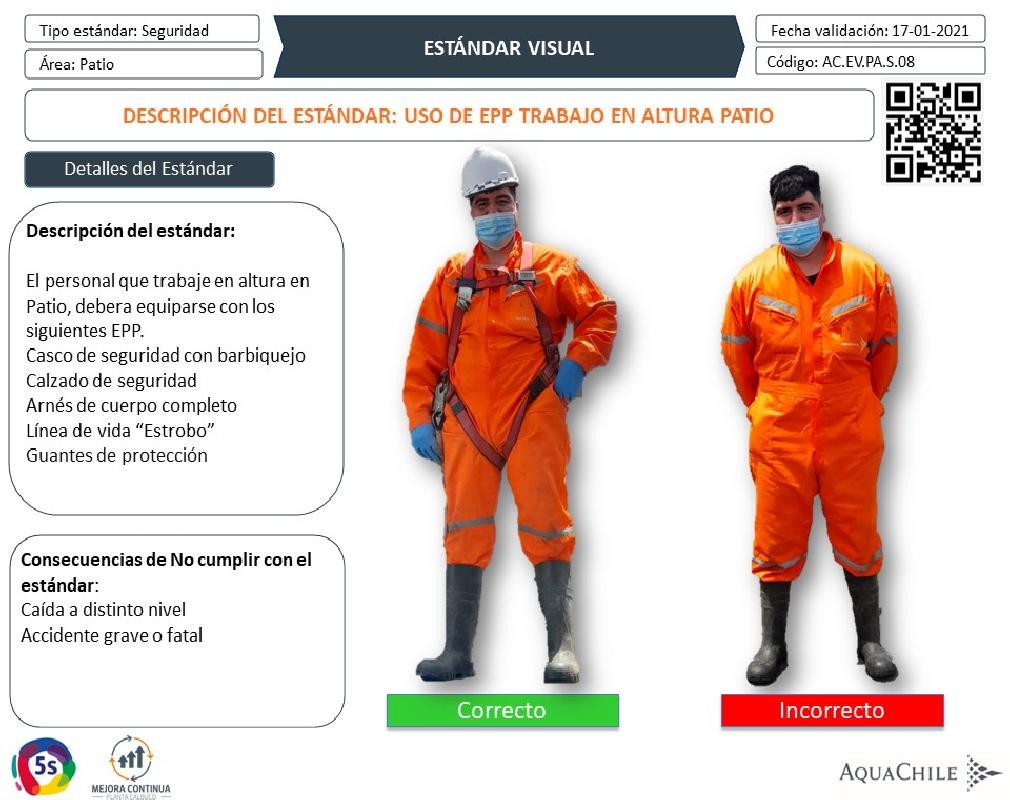 Tipo estándar: Seguridad
Área: Patio
ESTÁNDAR VISUAL
Fecha validación: 17-01-2021
Código: AC.EV.PA.S.08
DESCRIPCIÓN DEL ESTÁNDAR: USO DE EPP TRABAJO EN ALTURA PATIO
Detalles del Estándar
Descripción del estándar:
El personal que trabaje en altura en
Patio, debera equiparse con los
siguientes EPP.
Casco de seguridad con barbiquejo
Calzado de seguridad
Arnés de cuerpo completo
Línea de vida “Estrobo”
Guantes de protección
Consecuencias de No cumplir con el
estándar:
Caída a distinto nivel
Accidente grave o fatal
Correcto
Incorrecto
5s
MEJORA CONTINUA
PLANTA CALBUCO
AQUACHILE